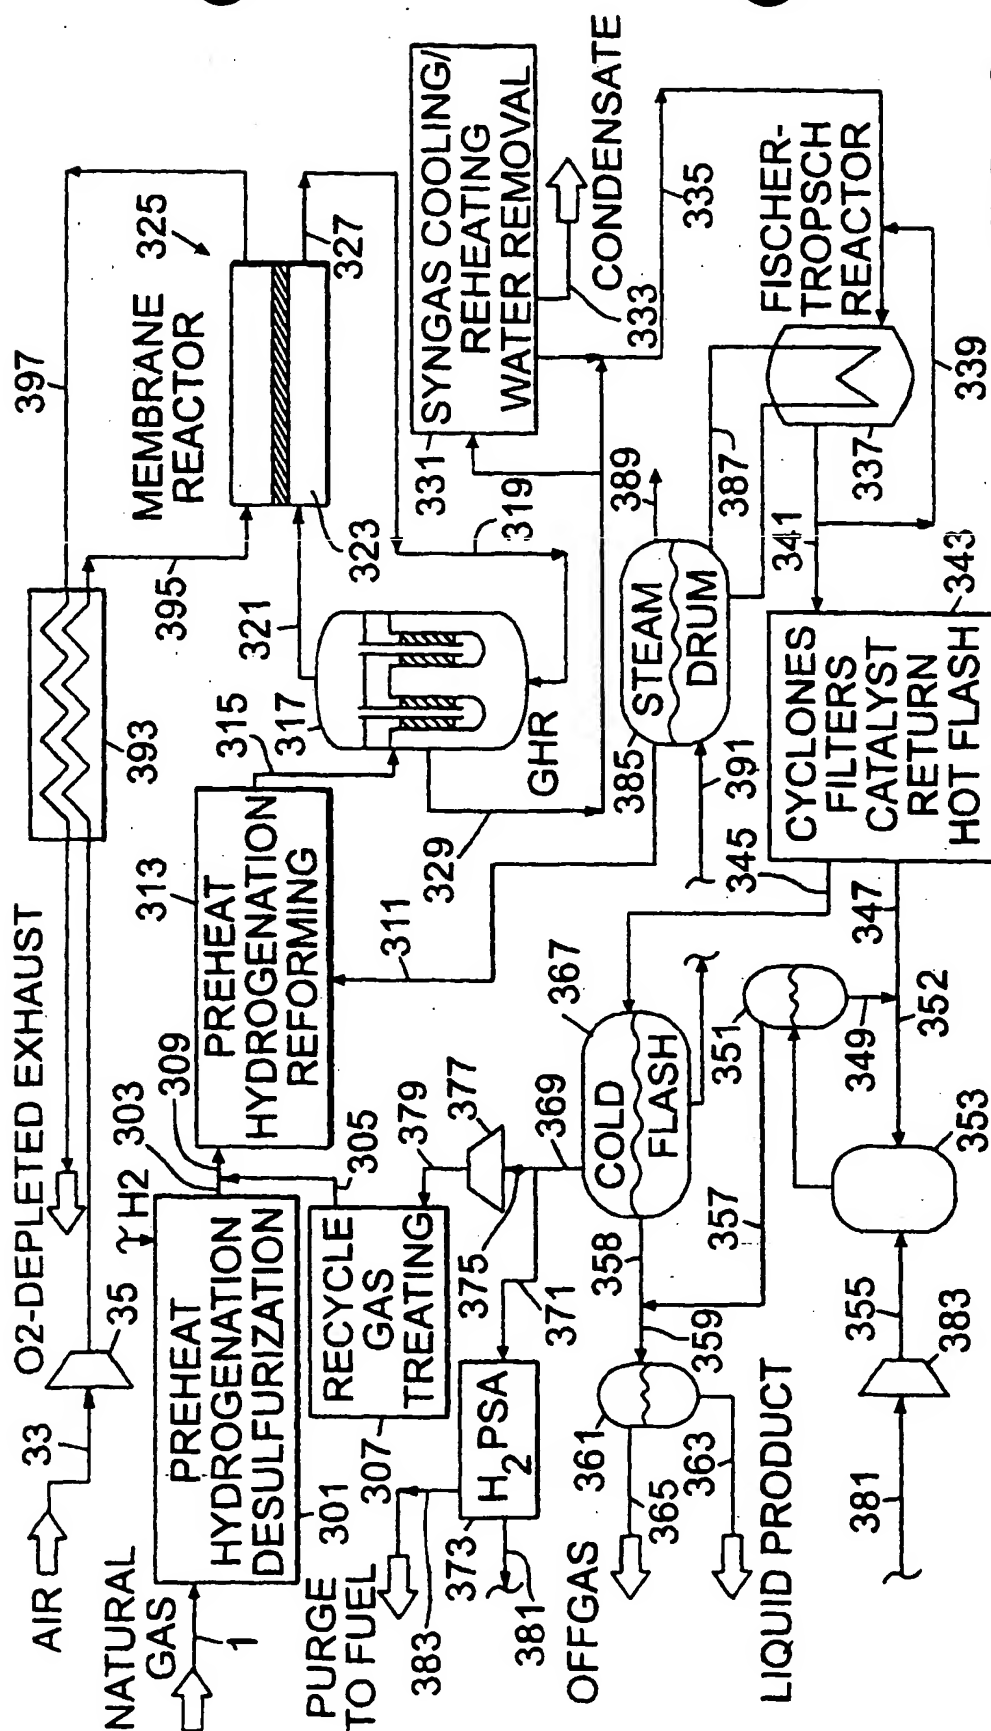 O2-DEPLETED EXHAUST
397
AIR
33
35
393
395
MEMBRANE
REACTOR
325
323
327
NATURAL
GAS
1
H2
PREHEAT
HYDROGENATION
DESULFURIZATION
301
303
309
305
PREHEAT
HYDROGENATION
REFORMING
313
311
315
317
321
GHR
329
319
331
SYNGAS COOLING/
REHEATING
WATER REMOVAL
CONDENSATE
333
335
PURGE
TO FUEL
383
307
RECYCLE
GAS
TREATING
379
377
375
371
369
H2 PSA
373
381
COLD
FLASH
367
358
STEAM
DRUM
385
389
387
391
FISCHER-
TROPSCH
REACTOR
337
339
341
343
CYCLONES
FILTERS
CATALYST
RETURN
HOT FLASH
345
347
OFFGAS
365
361
363
359
357
351
349
352
353
LIQUID PRODUCT
355
383
381